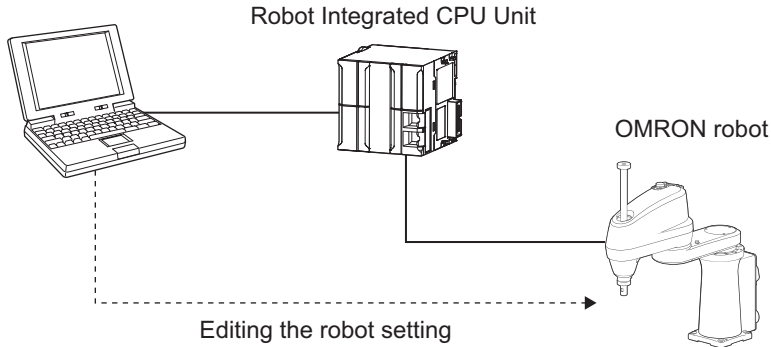 Robot Integrated CPU Unit
OMRON robot
Editing the robot setting